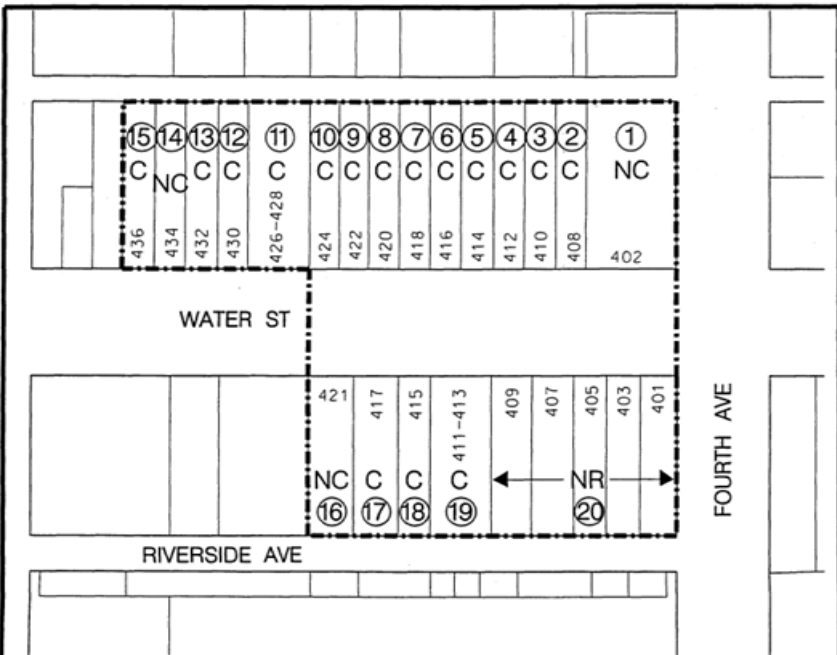 15 14 13 12 11 10 9 8 7 6 5 4 3 2 1
C NC C C C C C C C C C C C C NC
436 434 432 430 426-428 424 422 420 418 416 414 412 410 408 402
WATER ST
421 417 415 411-413 409 407 405 403 401
NC C C C NR
16 17 18 19 20
FOURTH AVE
RIVERSIDE AVE